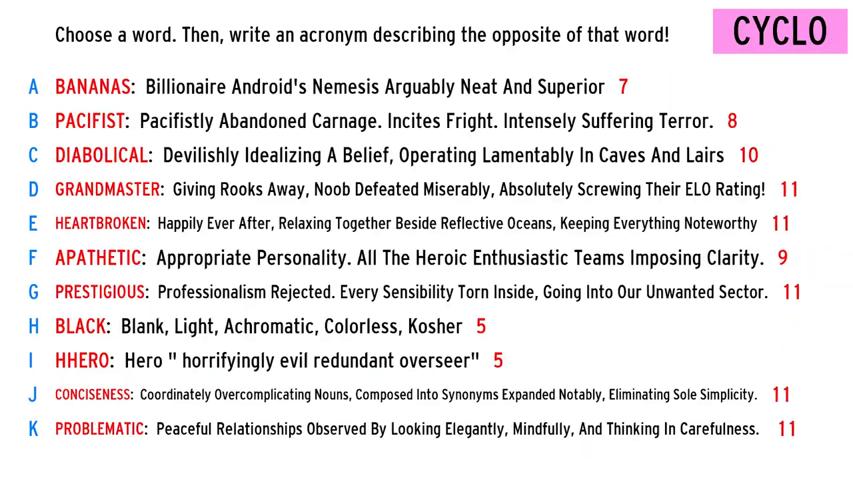 Choose a word. Then, write an acronym describing the opposite of that word!
CYCLO
A BANANAS: Billionaire Android's Nemesis Arguably Neat And Superior 7
B PACIFIST: Pacifistly Abandoned Carnage. Incites Fright. Intensely Suffering Terror. 8
C DIABOLICAL: Devilishly Idealizing A Belief, Operating Lamentably In Caves And Lairs 10
D GRANDMASTER: Giving Rooks Away, Noob Defeated Miserably, Absolutely Screwing Their ELO Rating! 11
E HEARTBROKEN: Happily Ever After, Relaxing Together Beside Reflective Oceans, Keeping Everything Noteworthy 11
F APATHETIC: Appropriate Personality. All The Heroic Enthusiastic Teams Imposing Clarity. 9
G PRESTIGIOUS: Professionalism Rejected. Every Sensibility Torn Inside, Going Into Our Unwanted Sector. 11
H BLACK: Blank, Light, Achromatic, Colorless, Kosher 5
I HHERO: Hero " horrifyingly evil redundant overseer" 5
J CONCISENESS: Coordinately Overcomplicating Nouns, Composed Into Synonyms Expanded Notably, Eliminating Sole Simplicity. 11
K PROBLEMATIC: Peaceful Relationships Observed By Looking Elegantly, Mindfully, And Thinking In Carefulness. 11